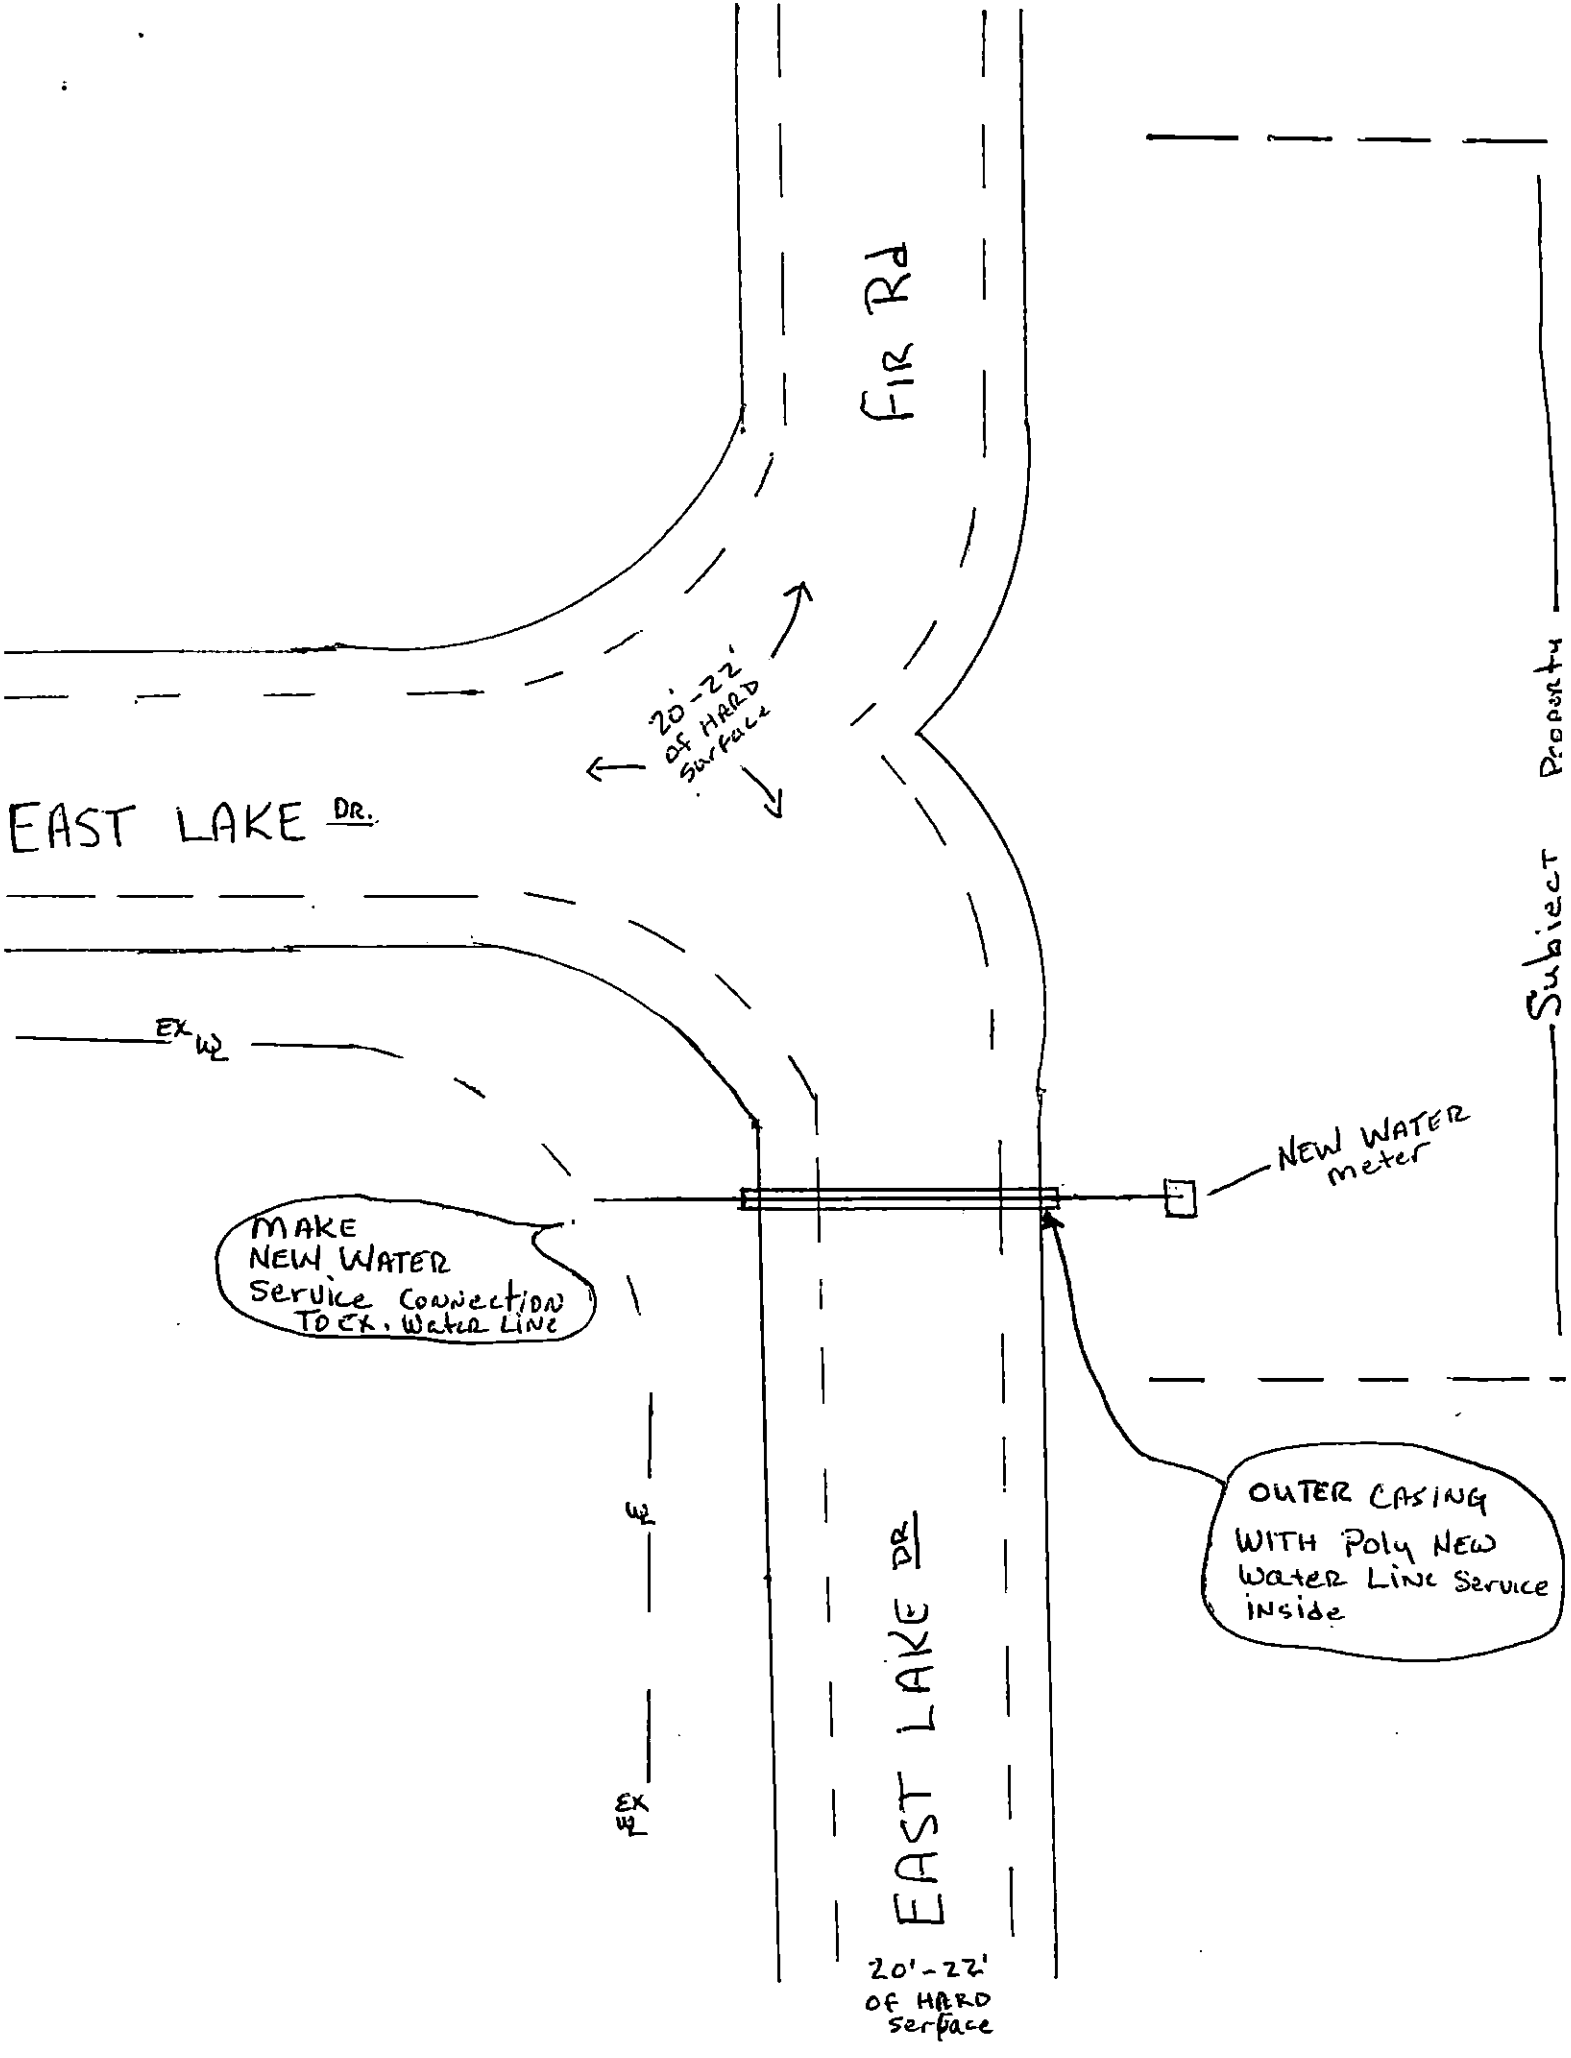 FIR Rd
20'-22'
of HARD
surface
EAST LAKE DR.
Subject Property
EX WL
NEW WATER
meter
MAKE
NEW WATER
Service Connection
TO EX. Water Line
OUTER CASING
WITH Poly NEW
Water Line Service
inside
WL
EX
WL
EAST LAKE DR
20'-22'
OF HARD
serface